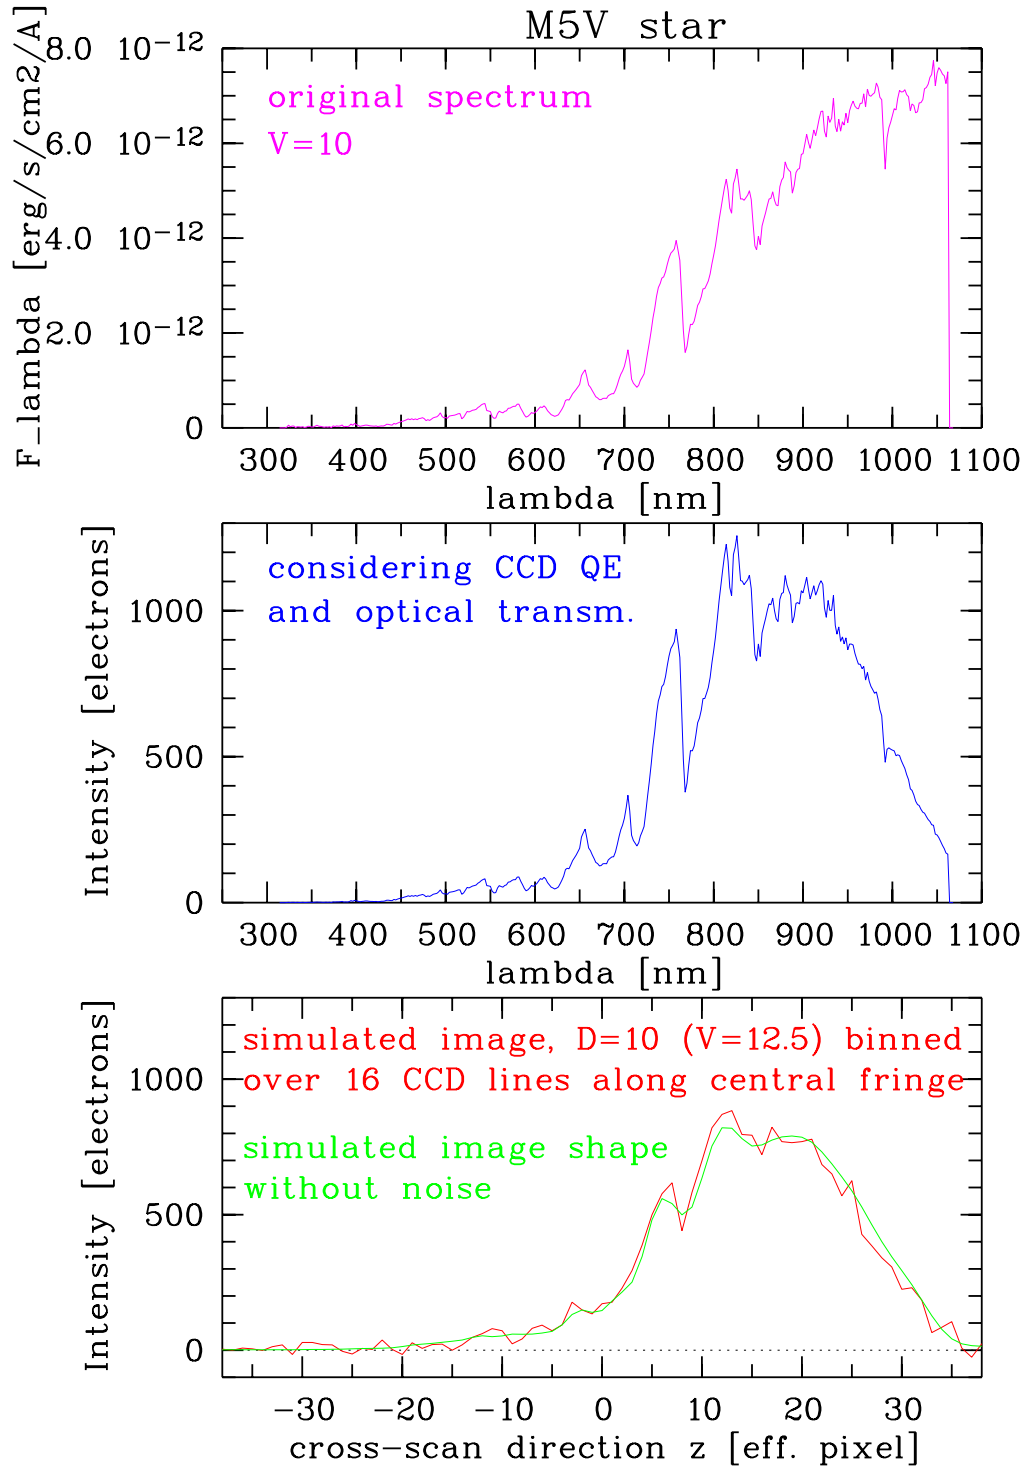 M5V star
F_lambda [erg/s/cm2/A]
8.0 10−12
6.0 10−12
4.0 10−12
2.0 10−12
0
original spectrum
V=10
300 400 500 600 700 800 900 1000 1100
lambda [nm]
Intensity [electrons]
1000
500
0
considering CCD QE
and optical transm.
300 400 500 600 700 800 900 1000 1100
lambda [nm]
Intensity [electrons]
1000
500
0
simulated image, D=10 (V=12.5) binned
over 16 CCD lines along central fringe
simulated image shape
without noise
−30 −20 −10 0 10 20 30
cross−scan direction z [eff. pixel]